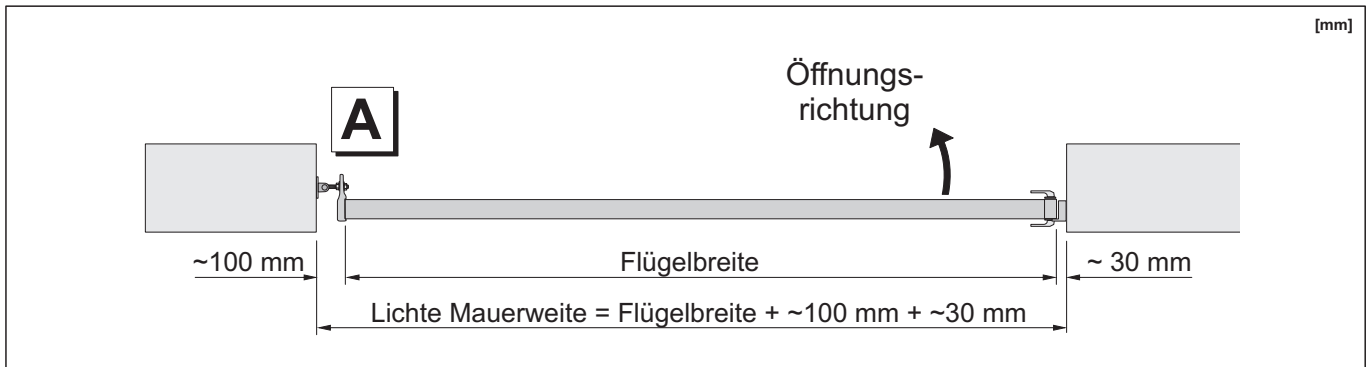 [mm]
Öffnungs-
richtung
A
~100 mm
Flügelbreite
~ 30 mm
Lichte Mauerweite = Flügelbreite + ~100 mm + ~30 mm